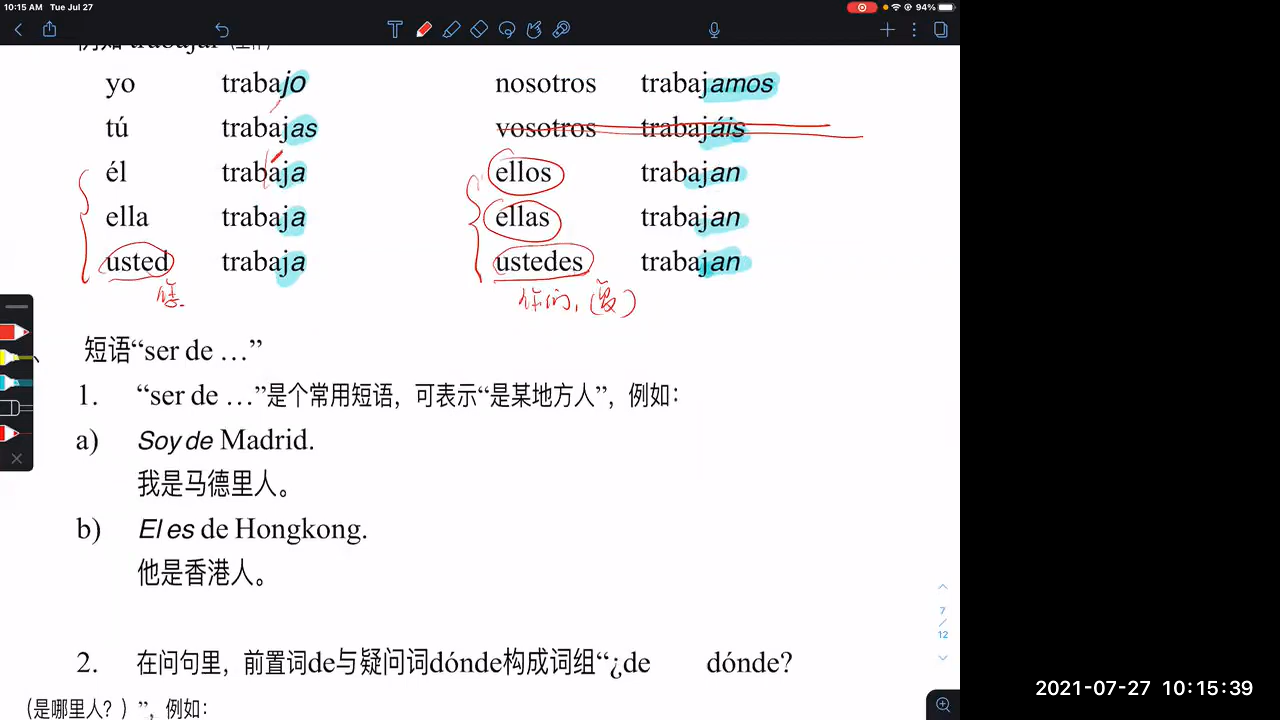 10:15 AM Tue Jul 27 94%
yo trabajo nosotros trabajamos
tú trabajas vosotros trabajáis
él trabaja ellos trabajan
ella trabaja ellas trabajan
usted trabaja ustedes trabajan
您 你们, (复)
短语“ser de …”
1. “ser de …”是个常用短语，可表示“是某地方人”，例如：
a) Soy de Madrid.
我是马德里人。
b) El es de Hongkong.
他是香港人。
2. 在问句里，前置词de与疑问词dónde构成词组“¿de dónde?
（是哪里人？）”，例如：
7
/
12
2021-07-27 10:15:39